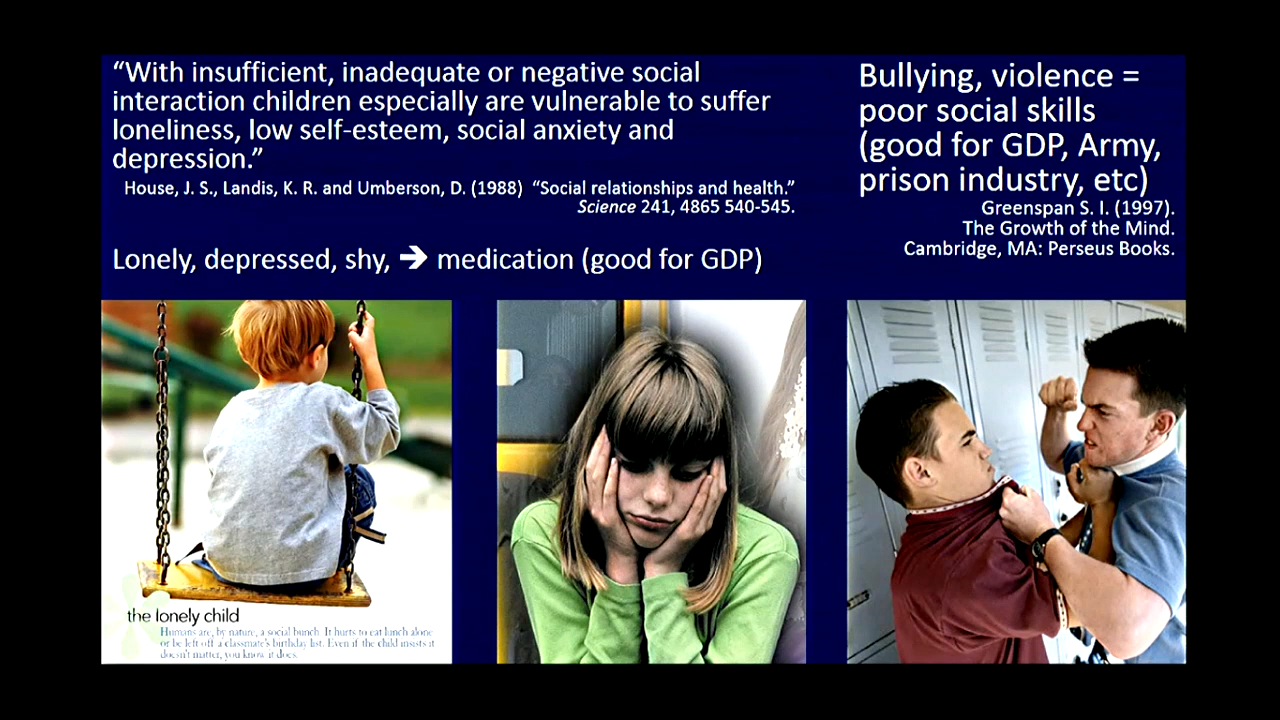 “With insufficient, inadequate or negative social
interaction children especially are vulnerable to suffer
loneliness, low self-esteem, social anxiety and
depression.”
House, J. S., Landis, K. R. and Umberson, D. (1988) “Social relationships and health.”
Science 241, 4865 540-545.
Lonely, depressed, shy, ➔ medication (good for GDP)
Bullying, violence =
poor social skills
(good for GDP, Army,
prison industry, etc)
Greenspan S. I. (1997).
The Growth of the Mind.
Cambridge, MA: Perseus Books.
the lonely child
Humans are, by nature, a social bunch. It hurts to eat lunch alone
or be left off a classmate's birthday list. Even if the child insists it
doesn't matter, you know it does.